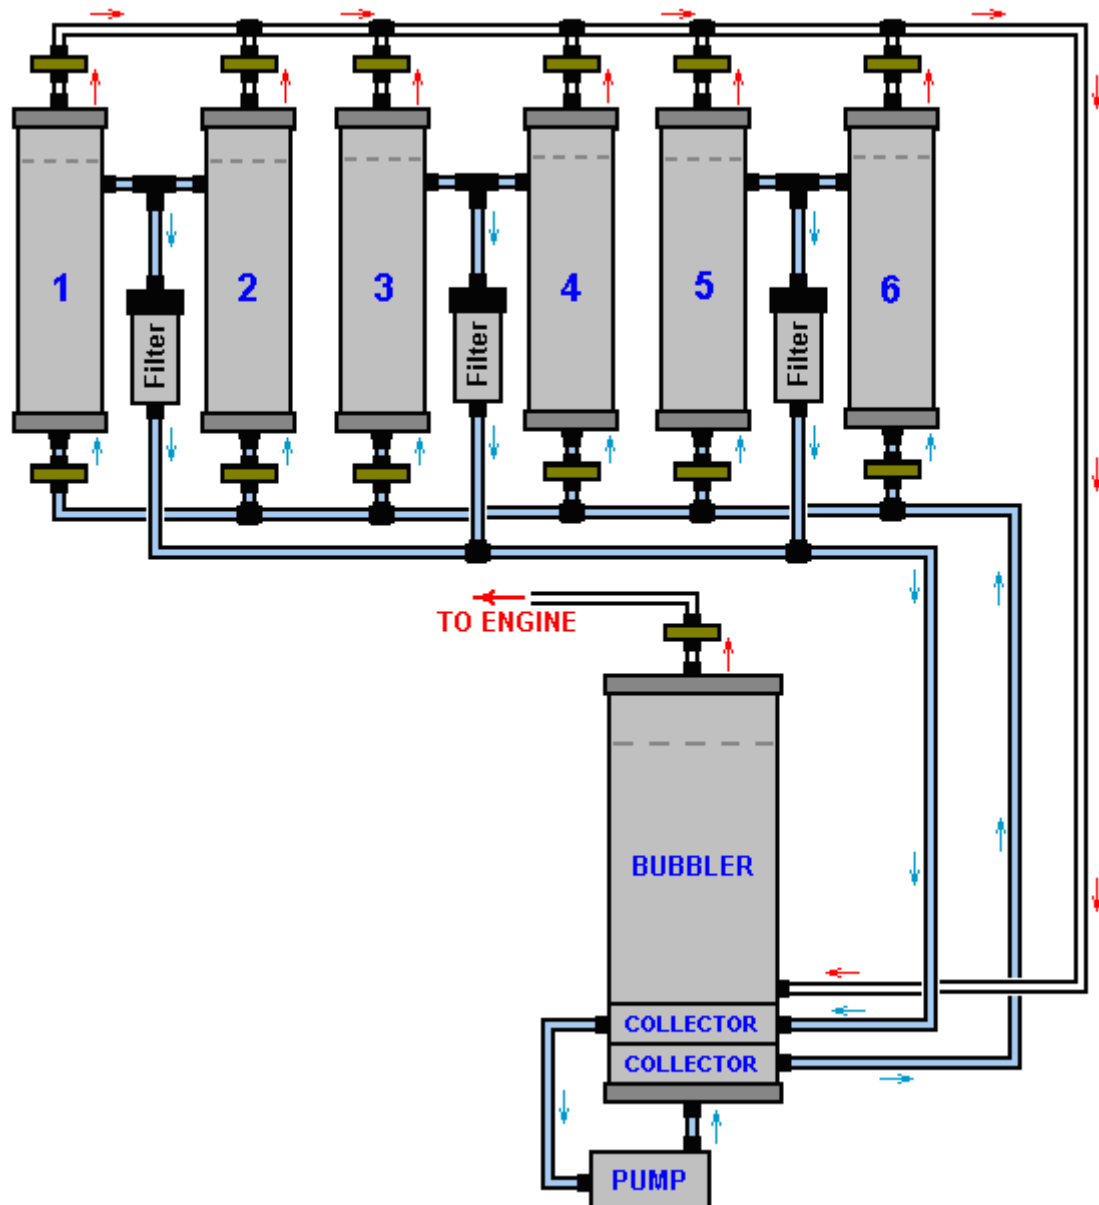 1
2
3
4
5
6
Filter
Filter
Filter
TO ENGINE
BUBBLER
COLLECTOR
COLLECTOR
PUMP